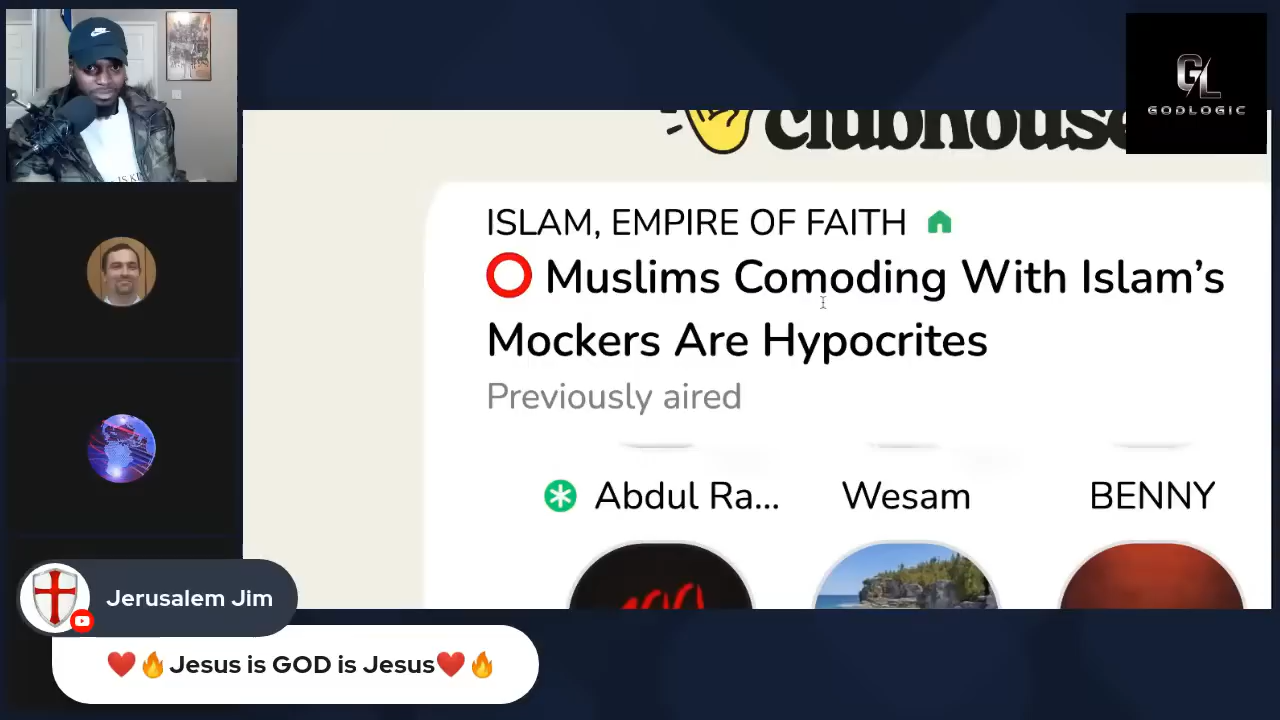 GL
GODLOGIC
clubhouse
ISLAM, EMPIRE OF FAITH
Muslims Comoding With Islam's
Mockers Are Hypocrites
Previously aired
Abdul Ra...
Wesam
BENNY
Jerusalem Jim
Jesus is GOD is Jesus